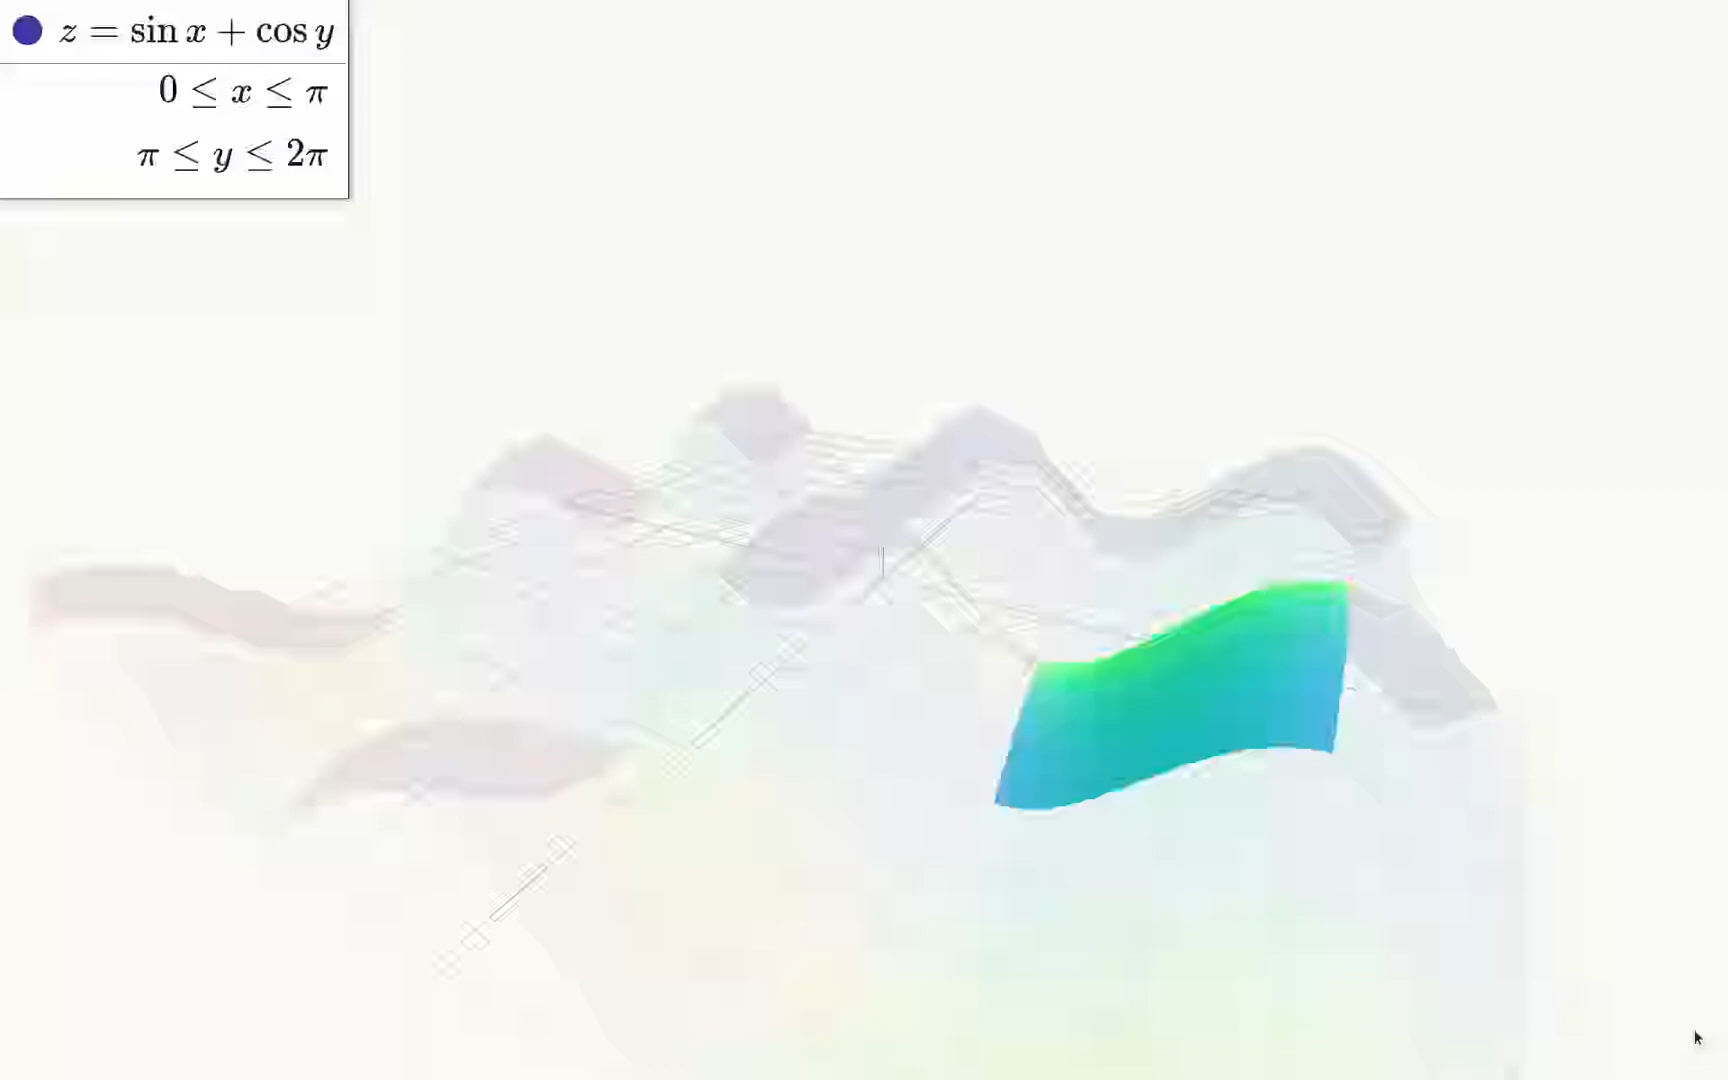 z = sin x + cos y
0 ≤ x ≤ π
π ≤ y ≤ 2π